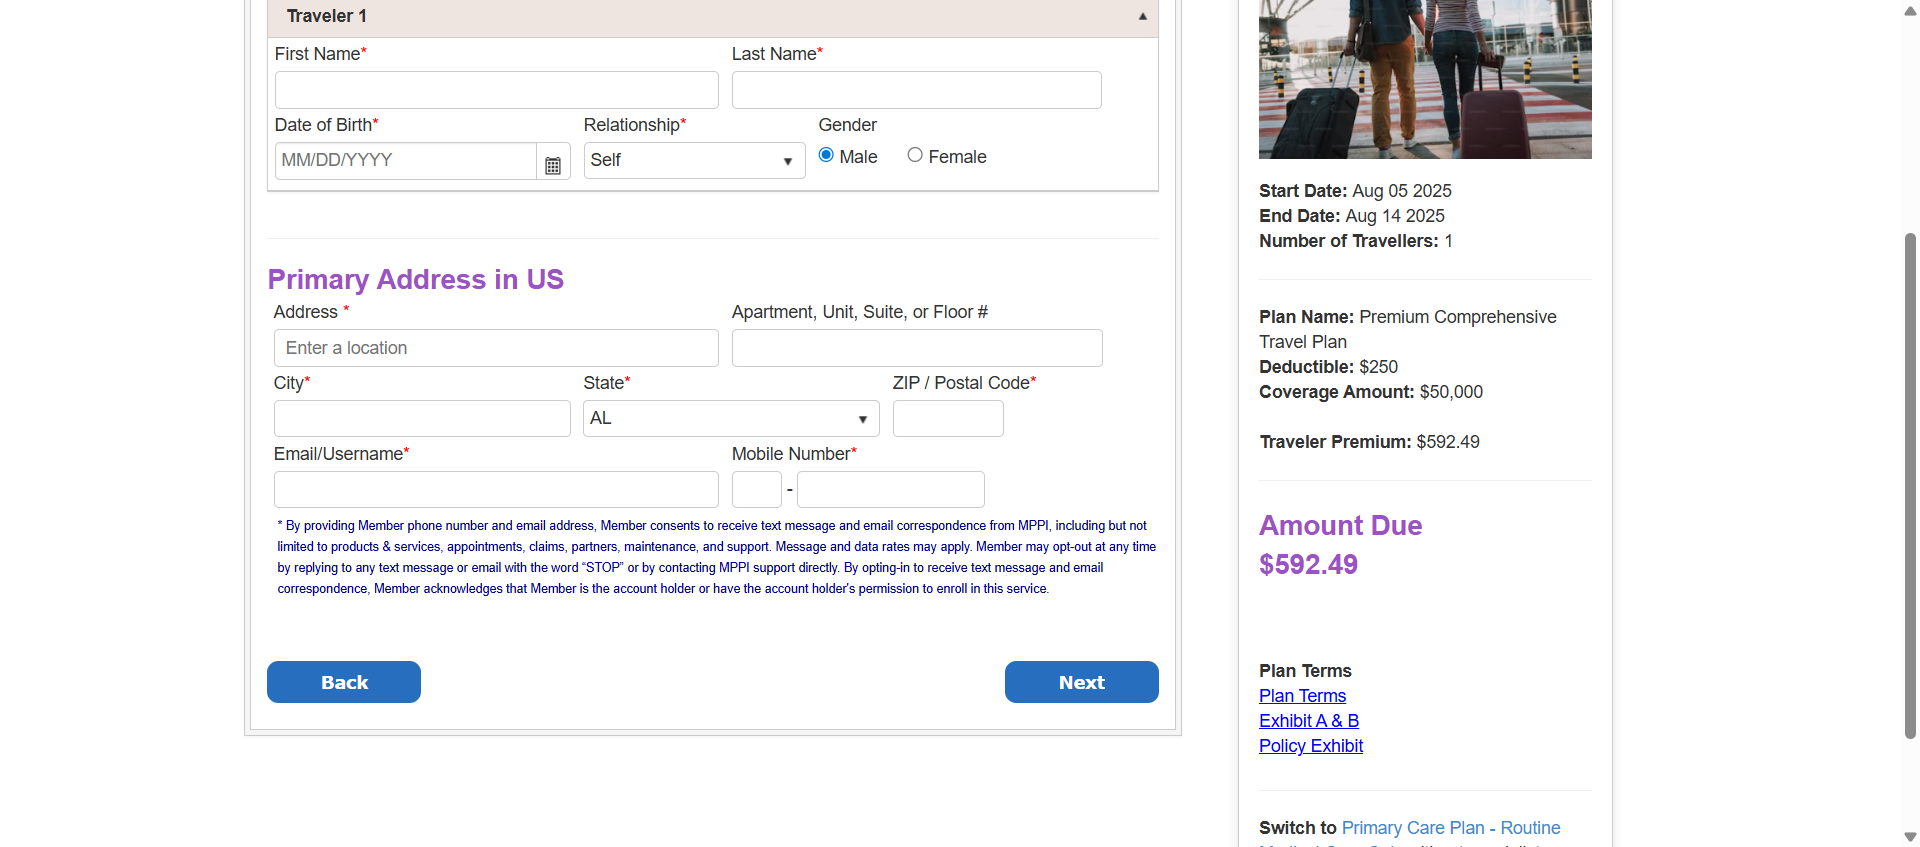 Traveler 1
First Name*
Last Name*
Date of Birth*
Relationship*
Gender
MM/DD/YYYY
Self
Male
Female
Primary Address in US
Address *
Apartment, Unit, Suite, or Floor #
Enter a location
City*
State*
ZIP / Postal Code*
AL
Email/Username*
Mobile Number*
-
* By providing Member phone number and email address, Member consents to receive text message and email correspondence from MPPI, including but not
limited to products & services, appointments, claims, partners, maintenance, and support. Message and data rates may apply. Member may opt-out at any time
by replying to any text message or email with the word “STOP” or by contacting MPPI support directly. By opting-in to receive text message and email
correspondence, Member acknowledges that Member is the account holder or have the account holder's permission to enroll in this service.
Back
Next
Start Date: Aug 05 2025
End Date: Aug 14 2025
Number of Travellers: 1
Plan Name: Premium Comprehensive
Travel Plan
Deductible: $250
Coverage Amount: $50,000
Traveler Premium: $592.49
Amount Due
$592.49
Plan Terms
Plan Terms
Exhibit A & B
Policy Exhibit
Switch to Primary Care Plan - Routine